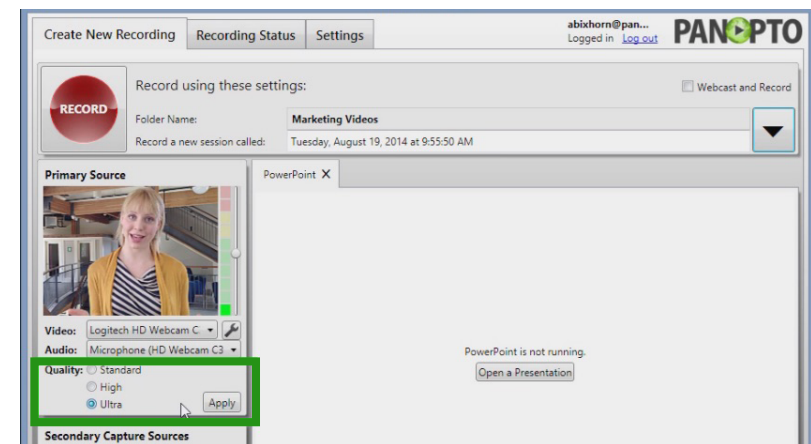 Create New Recording Recording Status Settings abixhorn@pan... PANOPTO
Logged in Log out
RECORD
Record using these settings:
Webcast and Record
Folder Name: Marketing Videos
Record a new session called: Tuesday, August 19, 2014 at 9:55:50 AM
Primary Source
PowerPoint X
Video: Logitech HD Webcam C
Audio: Microphone (HD Webcam C3
Quality: Standard
High
Ultra Apply
PowerPoint is not running.
Open a Presentation
Secondary Capture Sources